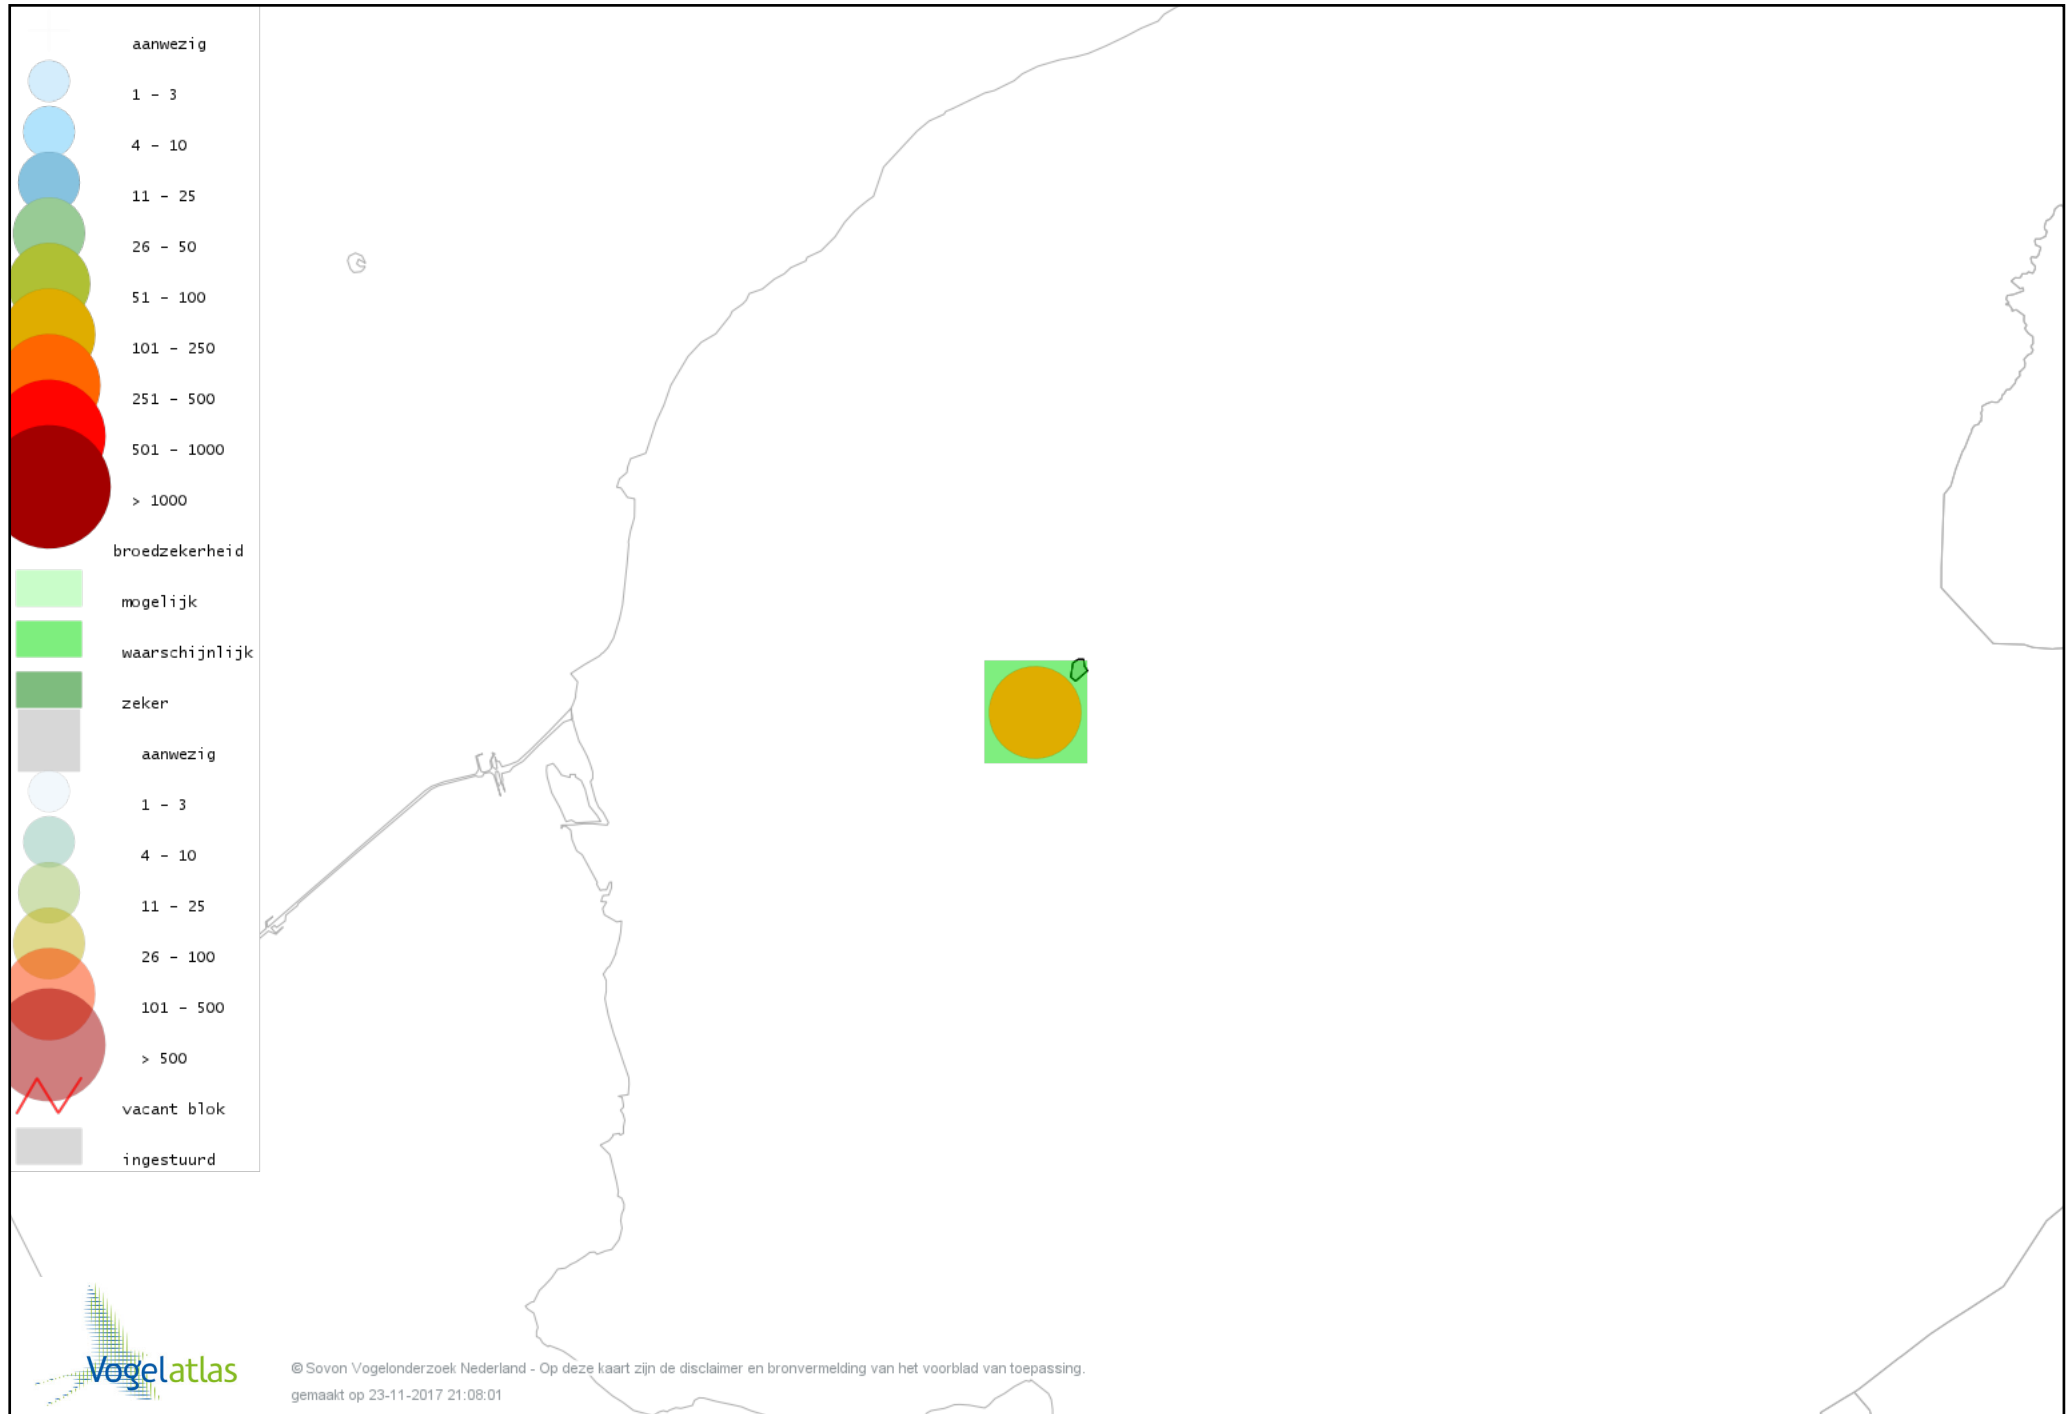 aanwezig
1 - 3
4 - 10
11 - 25
26 - 50
51 - 100
101 - 250
251 - 500
501 - 1000
> 1000
broedzekerheid
mogelijk
waarschijnlijk
zeker
aanwezig
1 - 3
4 - 10
11 - 25
26 - 100
101 - 500
> 500
vacant blok
ingestuurd
Vogelatlas
© Sovon Vogelonderzoek Nederland - Op deze kaart zijn de disclaimer en bronvermelding van het voorblad van toepassing.
gemaakt op 23-11-2017 21:08:01